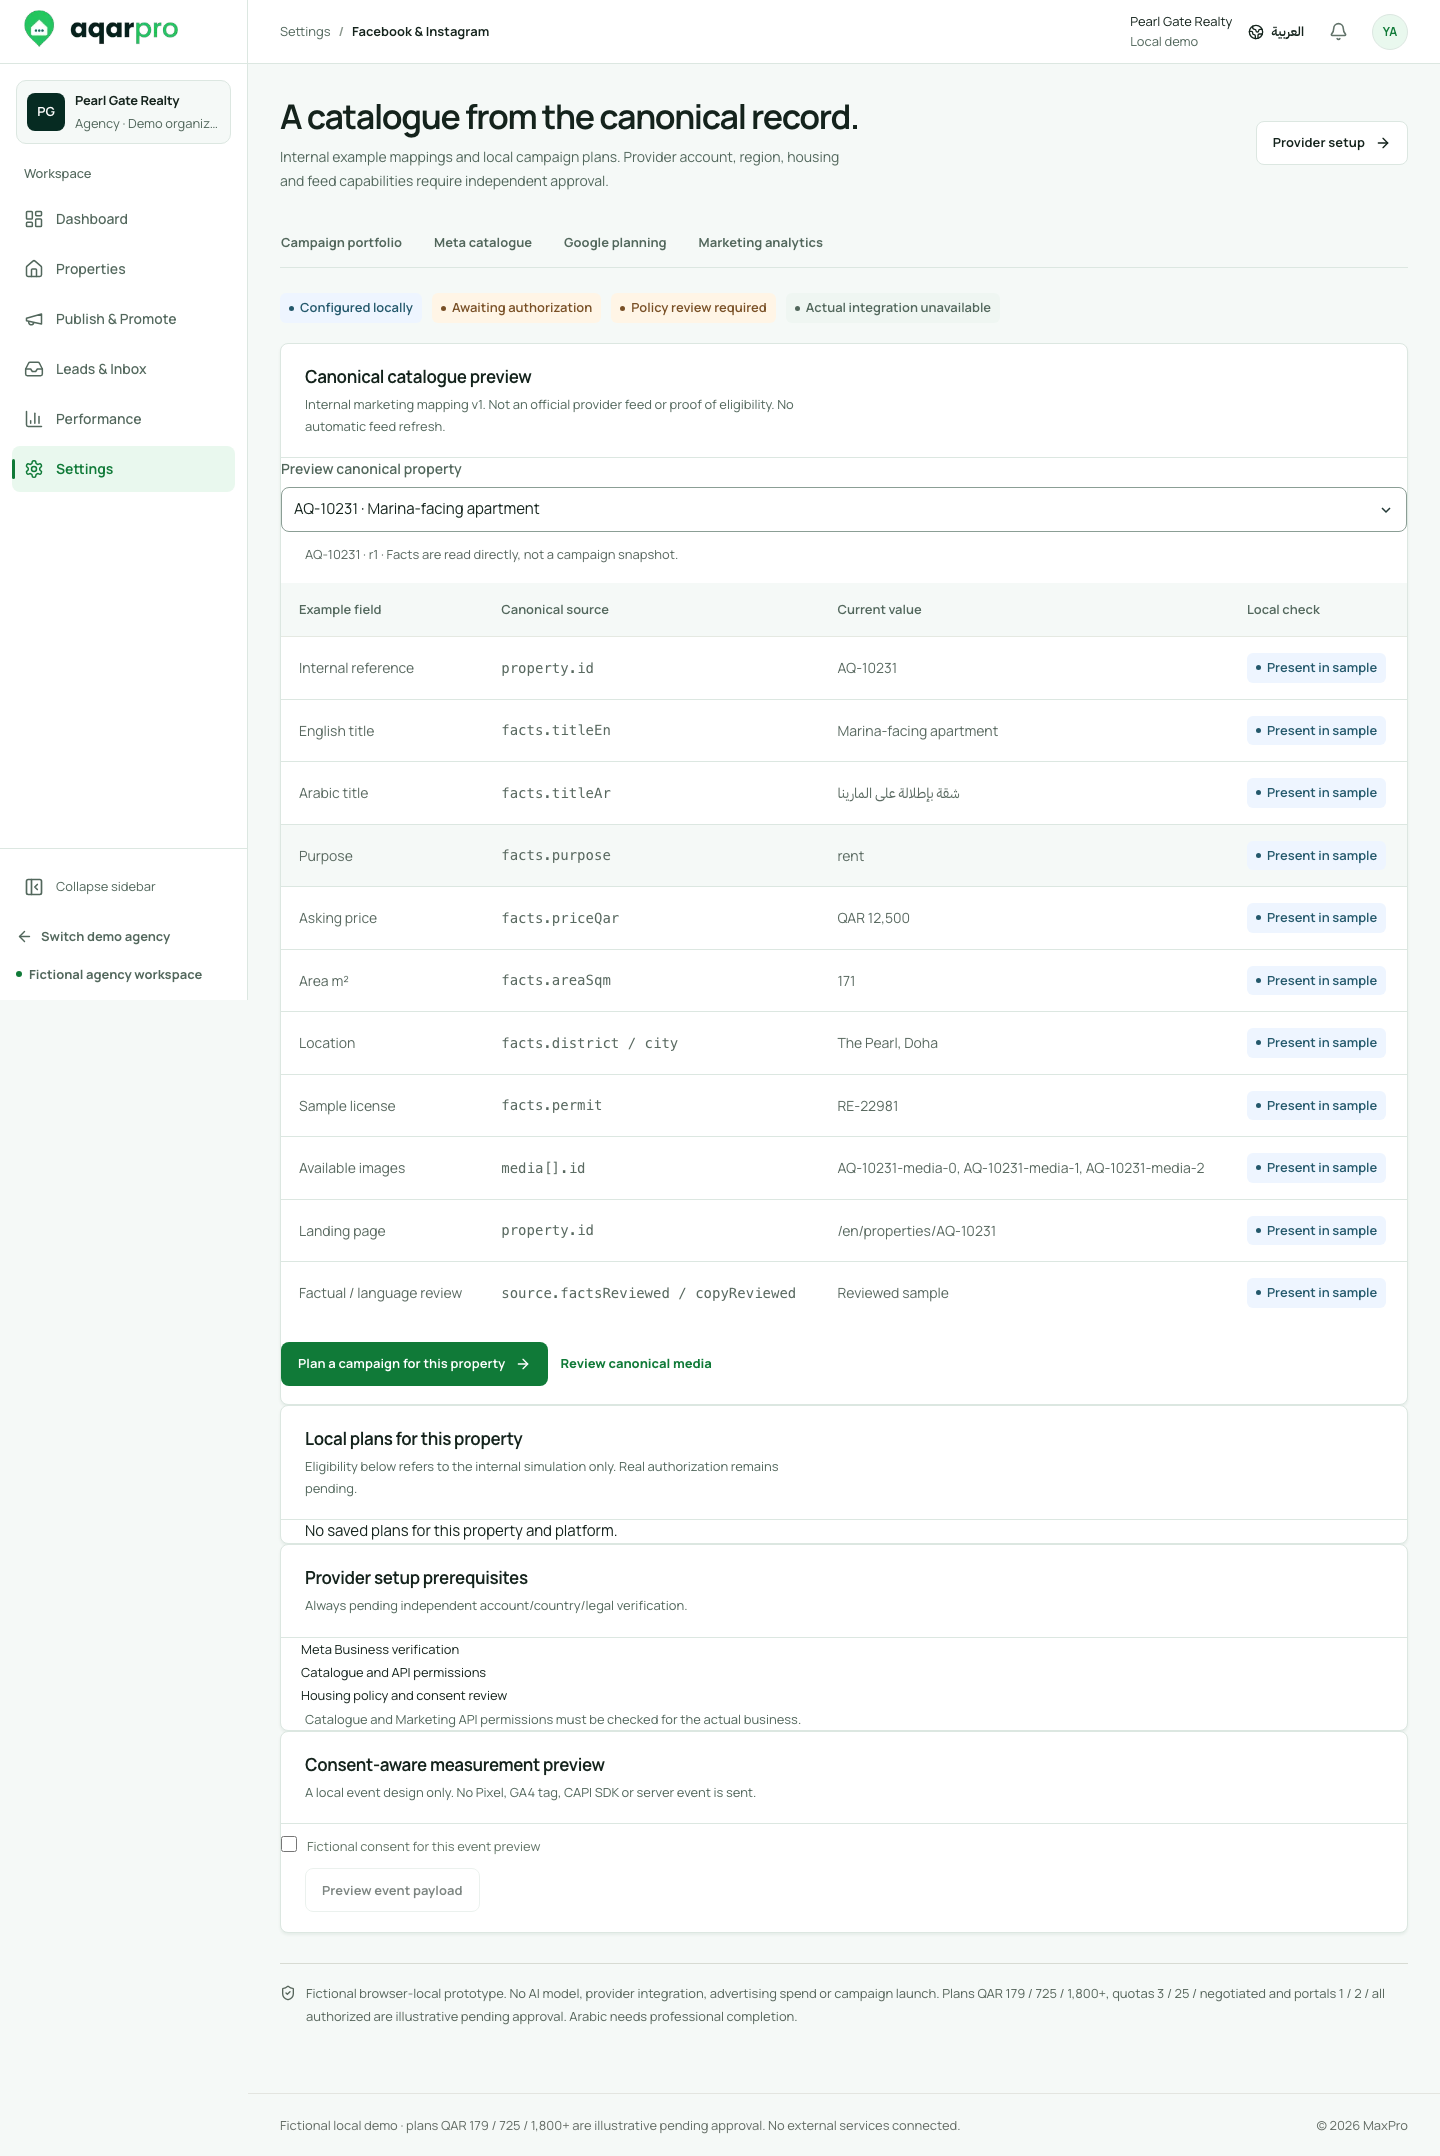 aqarpro
Settings / Facebook & Instagram
Pearl Gate Realty
Local demo
العربية
YA
PG
Pearl Gate Realty
Agency · Demo organiz...
Workspace
Dashboard
Properties
Publish & Promote
Leads & Inbox
Performance
Settings
Collapse sidebar
Switch demo agency
Fictional agency workspace
A catalogue from the canonical record.
Internal example mappings and local campaign plans. Provider account, region, housing
and feed capabilities require independent approval.
Provider setup
Campaign portfolio Meta catalogue Google planning Marketing analytics
Configured locally Awaiting authorization Policy review required Actual integration unavailable
Canonical catalogue preview
Internal marketing mapping v1. Not an official provider feed or proof of eligibility. No
automatic feed refresh.
Preview canonical property
AQ-10231 · Marina-facing apartment
AQ-10231 · r1 · Facts are read directly, not a campaign snapshot.
Example field Canonical source Current value Local check
Internal reference property.id AQ-10231 Present in sample
English title facts.titleEn Marina-facing apartment Present in sample
Arabic title facts.titleAr شقة بإطلالة على المارينا Present in sample
Purpose facts.purpose rent Present in sample
Asking price facts.priceQar QAR 12,500 Present in sample
Area m² facts.areaSqm 171 Present in sample
Location facts.district / city The Pearl, Doha Present in sample
Sample license facts.permit RE-22981 Present in sample
Available images media[].id AQ-10231-media-0, AQ-10231-media-1, AQ-10231-media-2 Present in sample
Landing page property.id /en/properties/AQ-10231 Present in sample
Factual / language review source.factsReviewed / copyReviewed Reviewed sample Present in sample
Plan a campaign for this property Review canonical media
Local plans for this property
Eligibility below refers to the internal simulation only. Real authorization remains
pending.
No saved plans for this property and platform.
Provider setup prerequisites
Always pending independent account/country/legal verification.
Meta Business verification
Catalogue and API permissions
Housing policy and consent review
Catalogue and Marketing API permissions must be checked for the actual business.
Consent-aware measurement preview
A local event design only. No Pixel, GA4 tag, CAPI SDK or server event is sent.
Fictional consent for this event preview
Preview event payload
Fictional browser-local prototype. No AI model, provider integration, advertising spend or campaign launch. Plans QAR 179 / 725 / 1,800+, quotas 3 / 25 / negotiated and portals 1 / 2 / all
authorized are illustrative pending approval. Arabic needs professional completion.
Fictional local demo · plans QAR 179 / 725 / 1,800+ are illustrative pending approval. No external services connected.
© 2026 MaxPro